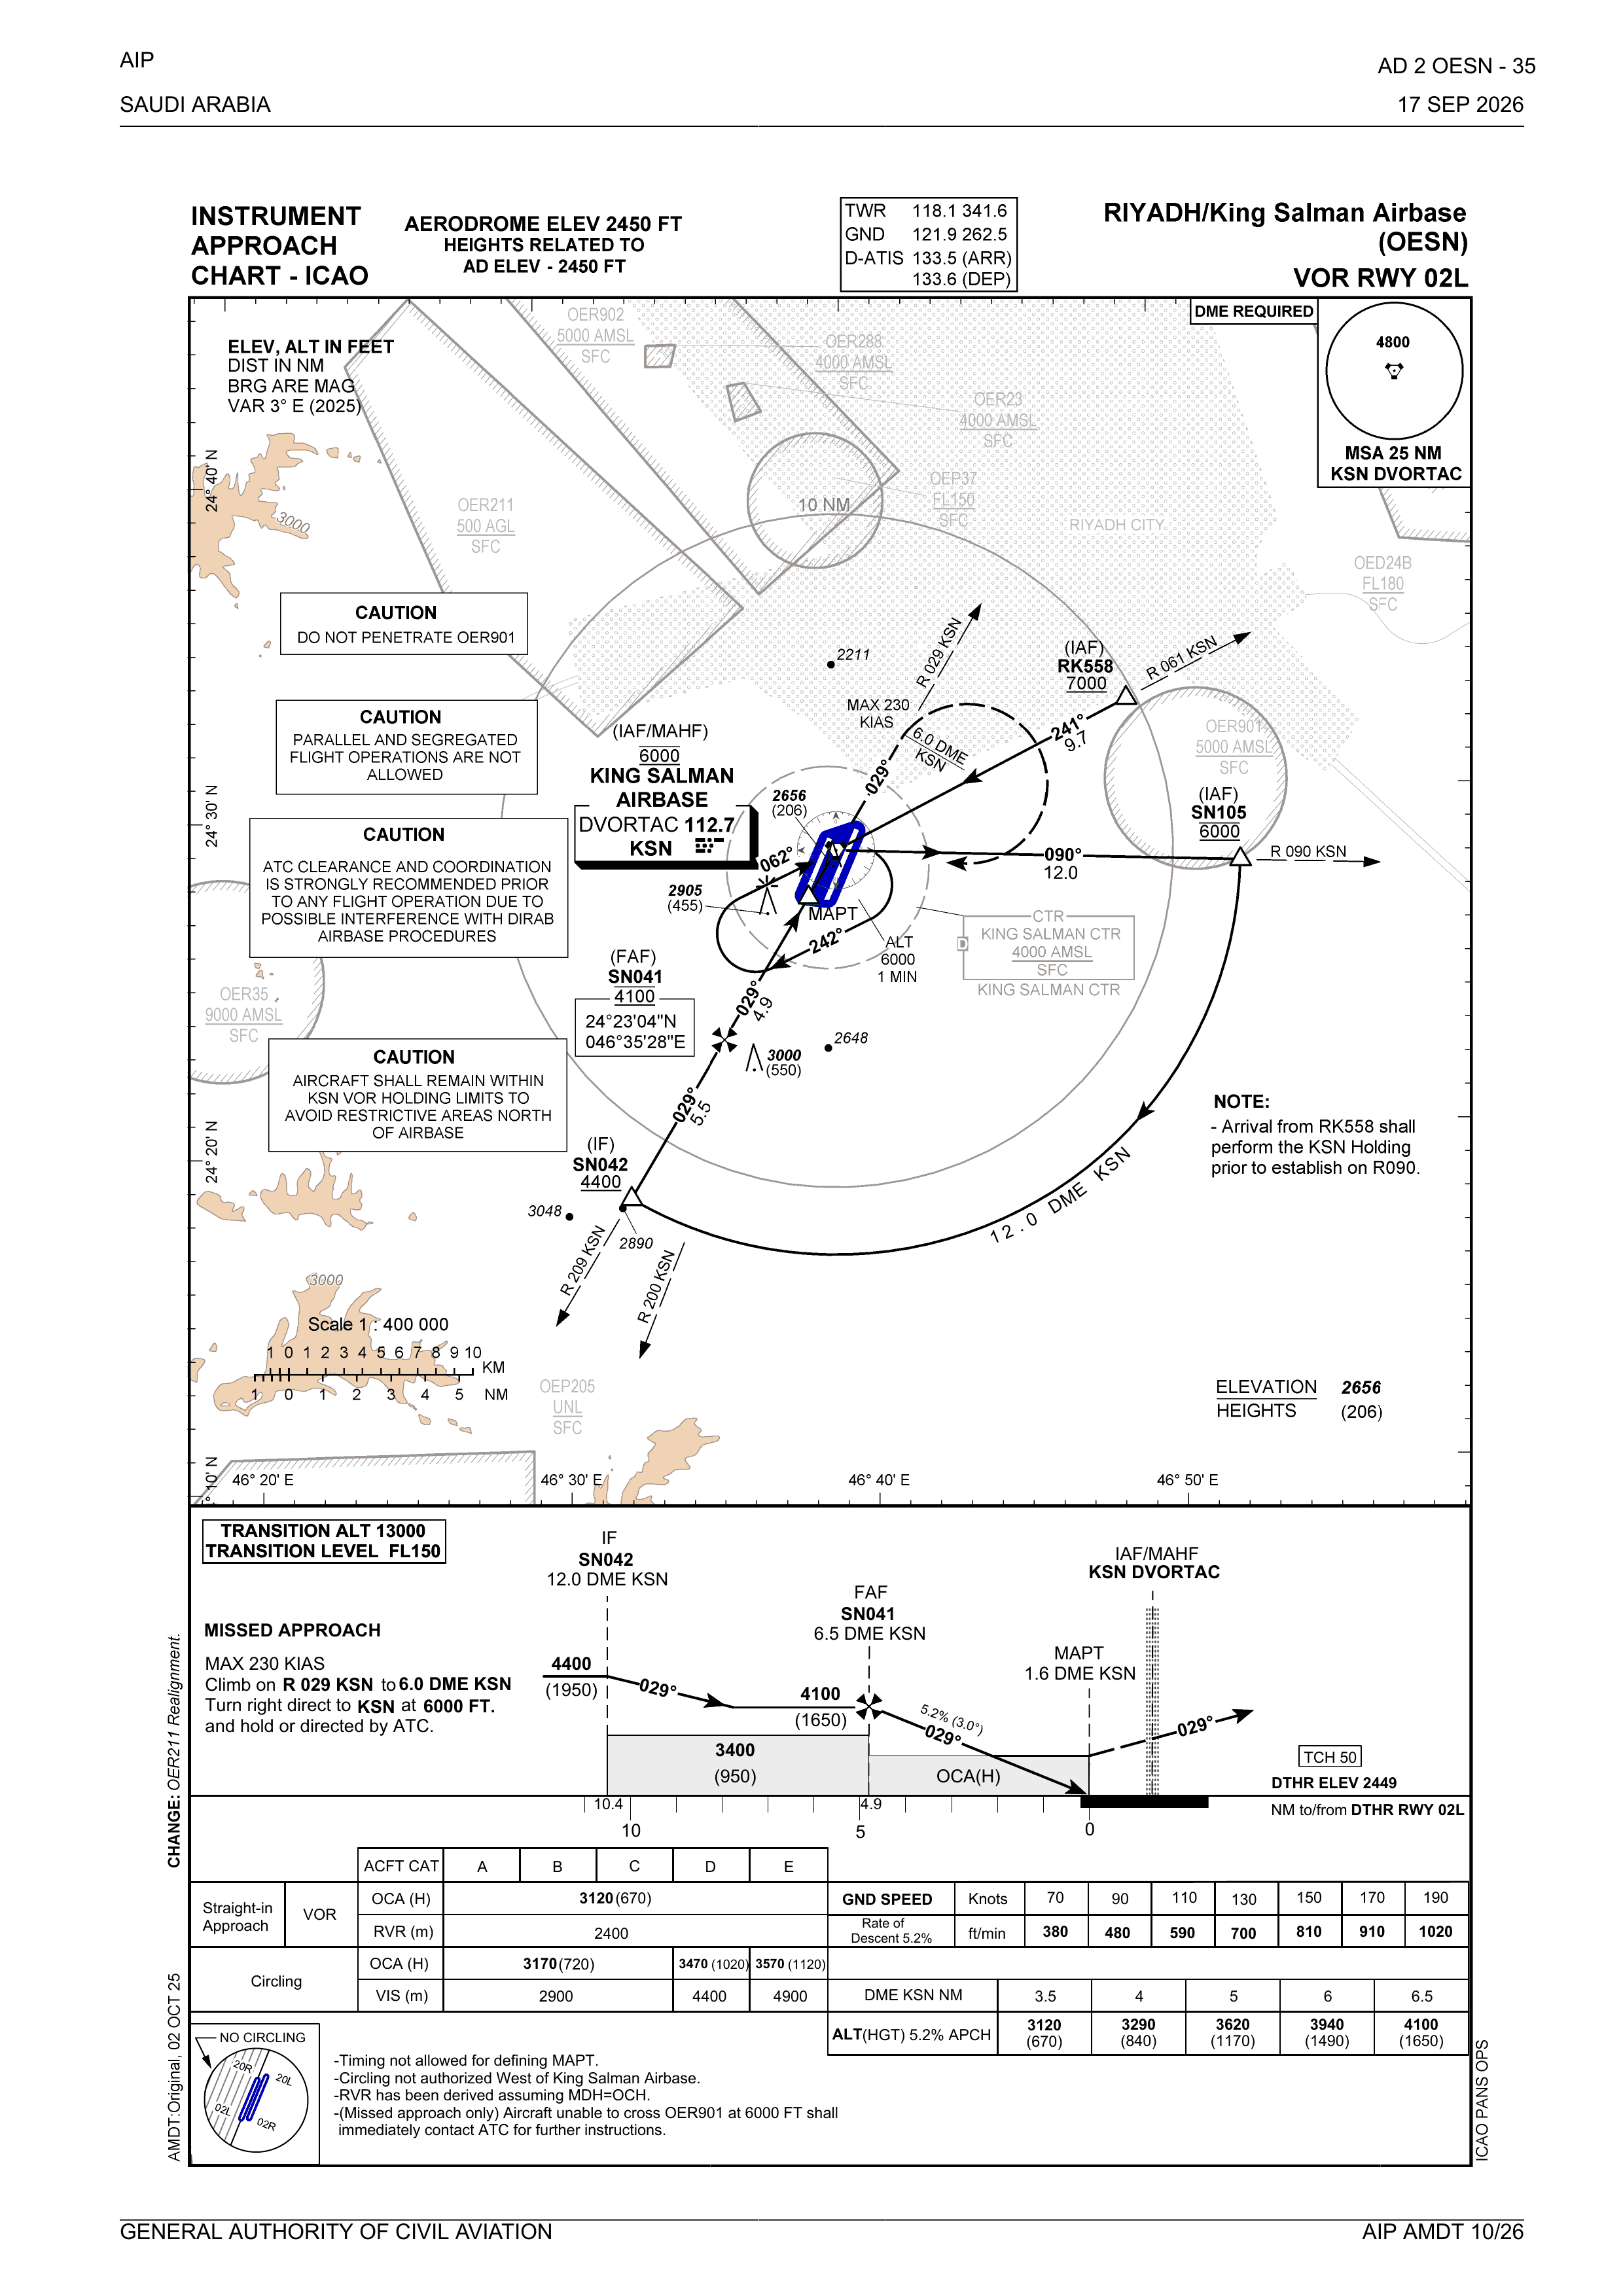 AIP
AD 2 OESN - 35
SAUDI ARABIA
17 SEP 2026
INSTRUMENT
APPROACH
CHART - ICAO
AERODROME ELEV 2450 FT
HEIGHTS RELATED TO
AD ELEV - 2450 FT
TWR 118.1 341.6
GND 121.9 262.5
D-ATIS 133.5 (ARR)
133.6 (DEP)
RIYADH/King Salman Airbase
(OESN)
VOR RWY 02L
DME REQUIRED
4800
MSA 25 NM
KSN DVORTAC
ELEV, ALT IN FEET
DIST IN NM
BRG ARE MAG
VAR 3° E (2025)
OER902
5000 AMSL
SFC
OER288
4000 AMSL
SFC
OER23
4000 AMSL
SFC
OEP37
FL150
SFC
OER211
500 AGL
SFC
10 NM
RIYADH CITY
OED24B
FL180
SFC
24° 40' N
3000
CAUTION
DO NOT PENETRATE OER901
CAUTION
PARALLEL AND SEGREGATED
FLIGHT OPERATIONS ARE NOT
ALLOWED
CAUTION
ATC CLEARANCE AND COORDINATION
IS STRONGLY RECOMMENDED PRIOR
TO ANY FLIGHT OPERATION DUE TO
POSSIBLE INTERFERENCE WITH DIRAB
AIRBASE PROCEDURES
CAUTION
AIRCRAFT SHALL REMAIN WITHIN
KSN VOR HOLDING LIMITS TO
AVOID RESTRICTIVE AREAS NORTH
OF AIRBASE
2211
R 029 KSN
(IAF)
RK558
7000
R 061 KSN
MAX 230
KIAS
6.0 DME
KSN
241°
9.7
029°
OER901
5000 AMSL
SFC
(IAF)
SN105
6000
R 090 KSN
090°
12.0
(IAF/MAHF)
6000
KING SALMAN
AIRBASE
DVORTAC 112.7
KSN
2656
(206)
24° 30' N
062°
2905
(455)
MAPT
242°
ALT
6000
1 MIN
CTR
KING SALMAN CTR
4000 AMSL
SFC
KING SALMAN CTR
D
(FAF)
SN041
4100
24°23'04"N
046°35'28"E
029°
4.9
2648
3000
(550)
OER35
9000 AMSL
SFC
029°
5.5
NOTE:
- Arrival from RK558 shall
perform the KSN Holding
prior to establish on R090.
24° 20' N
(IF)
SN042
4400
3048
2890
R 209 KSN
R 200 KSN
12.0 DME KSN
3000
Scale 1 : 400 000
1 0 1 2 3 4 5 6 7 8 9 10
KM
1 0 1 2 3 4 5 NM
OEP205
UNL
SFC
ELEVATION 2656
HEIGHTS (206)
° 10' N
46° 20' E
46° 30' E
46° 40' E
46° 50' E
TRANSITION ALT 13000
TRANSITION LEVEL FL150
IF
SN042
12.0 DME KSN
FAF
SN041
6.5 DME KSN
IAF/MAHF
KSN DVORTAC
MAPT
1.6 DME KSN
MISSED APPROACH
MAX 230 KIAS
Climb on R 029 KSN to 6.0 DME KSN
Turn right direct to KSN at 6000 FT.
and hold or directed by ATC.
4400
(1950)
029°
4100
(1650)
5.2% (3.0°)
029°
029°
3400
(950)
OCA(H)
TCH 50
DTHR ELEV 2449
NM to/from DTHR RWY 02L
10.4
4.9
10
5
0
CHANGE: OER211 Realignment.
ACFT CAT A B C D E
Straight-in
Approach
VOR
OCA (H) 3120(670)
RVR (m) 2400
Circling
OCA (H) 3170(720) 3470 (1020) 3570 (1120)
VIS (m) 2900 4400 4900
GND SPEED Knots 70 90 110 130 150 170 190
Rate of
Descent 5.2%
ft/min 380 480 590 700 810 910 1020
DME KSN NM 3.5 4 5 6 6.5
ALT(HGT) 5.2% APCH 3120 3290 3620 3940 4100
(670) (840) (1170) (1490) (1650)
AMDT:Original, 02 OCT 25
NO CIRCLING
20R
20L
02L
02R
-Timing not allowed for defining MAPT.
-Circling not authorized West of King Salman Airbase.
-RVR has been derived assuming MDH=OCH.
-(Missed approach only) Aircraft unable to cross OER901 at 6000 FT shall
immediately contact ATC for further instructions.
ICAO PANS OPS
GENERAL AUTHORITY OF CIVIL AVIATION
AIP AMDT 10/26